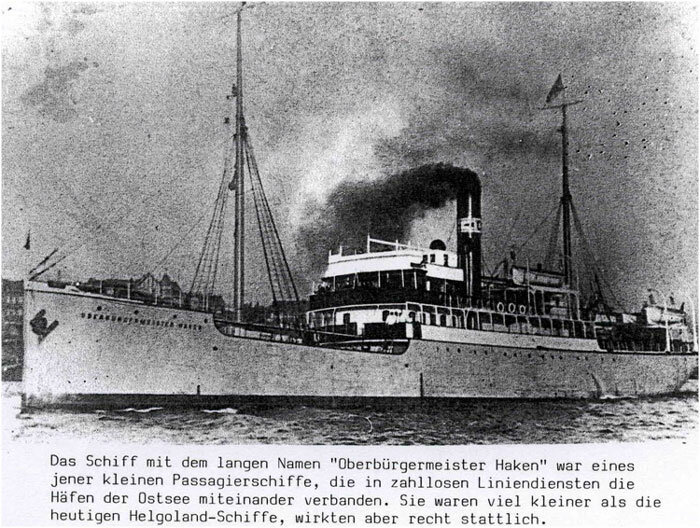 OBERBÜRGERMEISTER HAKEN
Das Schiff mit dem langen Namen "Oberbürgermeister Haken" war eines
jener kleinen Passagierschiffe, die in zahllosen Liniendiensten die
Häfen der Ostsee miteinander verbanden. Sie waren viel kleiner als die
heutigen Helgoland-Schiffe, wirkten aber recht stattlich.